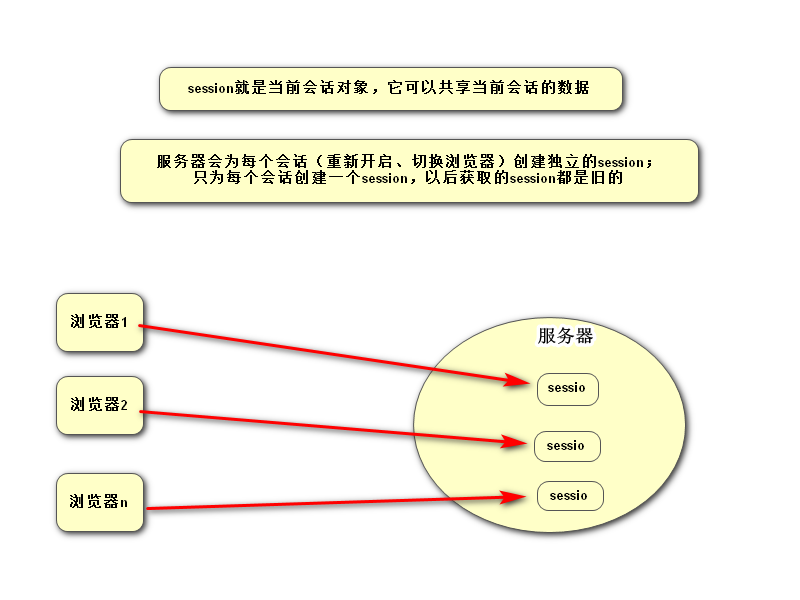 session就是当前会话对象，它可以共享当前会话的数据
服务器会为每个会话（重新开启、切换浏览器）创建独立的session；
只为每个会话创建一个session，以后获取的session都是旧的
浏览器1
服务器
sessio
浏览器2
sessio
浏览器n
sessio